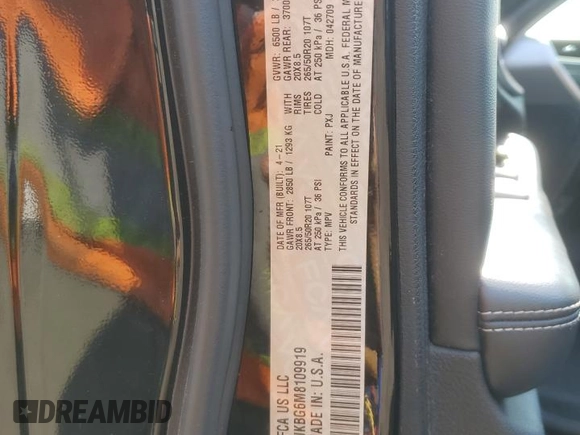 FCA US LLC
DATE OF MFR (BUILT): 4-21
GVWR: 6500 LB
GAWR FRONT: 2850 LB / 1293 KG
WITH
GAWR REAR: 3700
20X8.5
RIMS
20X8.5
265/50R20 107T
TIRES
265/50R20 107T
AT 250 kPa / 36 PSI
COLD
AT 250 kPa / 36 PSI
TYPE: MPV
PAINT: PXJ
MDH: 042709
THIS VEHICLE CONFORMS TO ALL APPLICABLE U.S.A. FEDERAL
STANDARDS IN EFFECT ON THE DATE OF MANUFACTURE
KBG6M8109919
MADE IN U.S.A.
DREAMBID